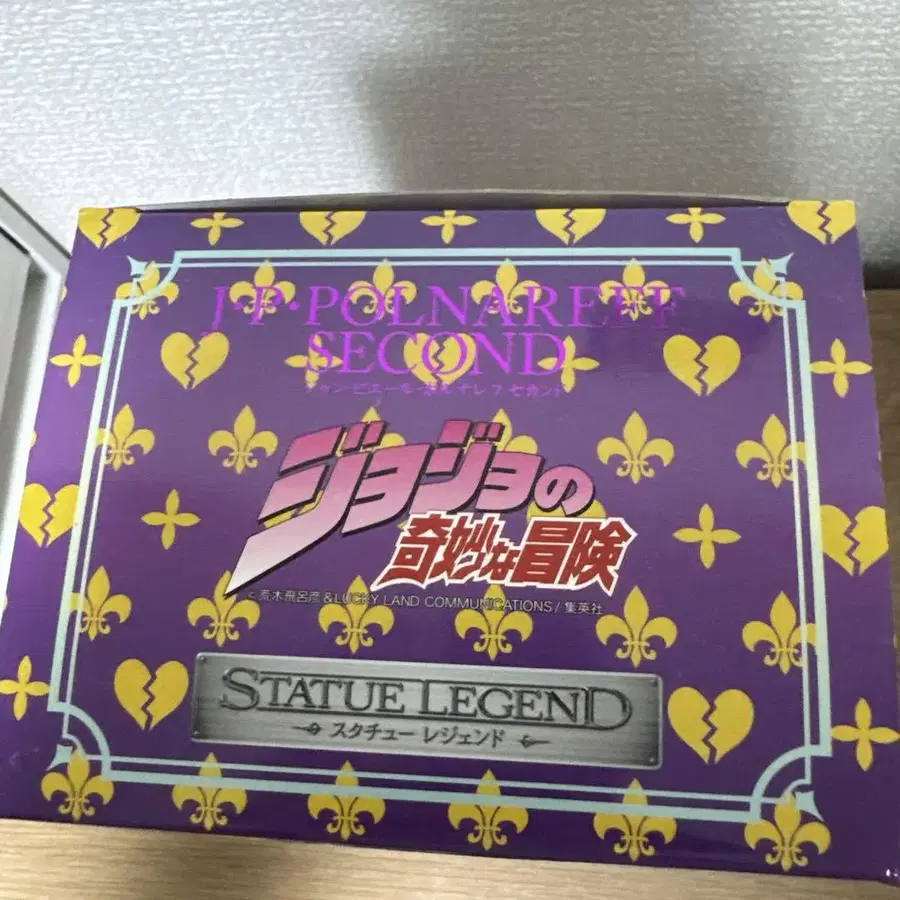 J・P・POLNAREFF
SECOND
ジャン・ピエール・ポルナレフ セカンド
ジョジョの
奇妙な冒険
© 荒木飛呂彦&LUCKY LAND COMMUNICATIONS/集英社
STATUE LEGEND
スタチュー レジェンド